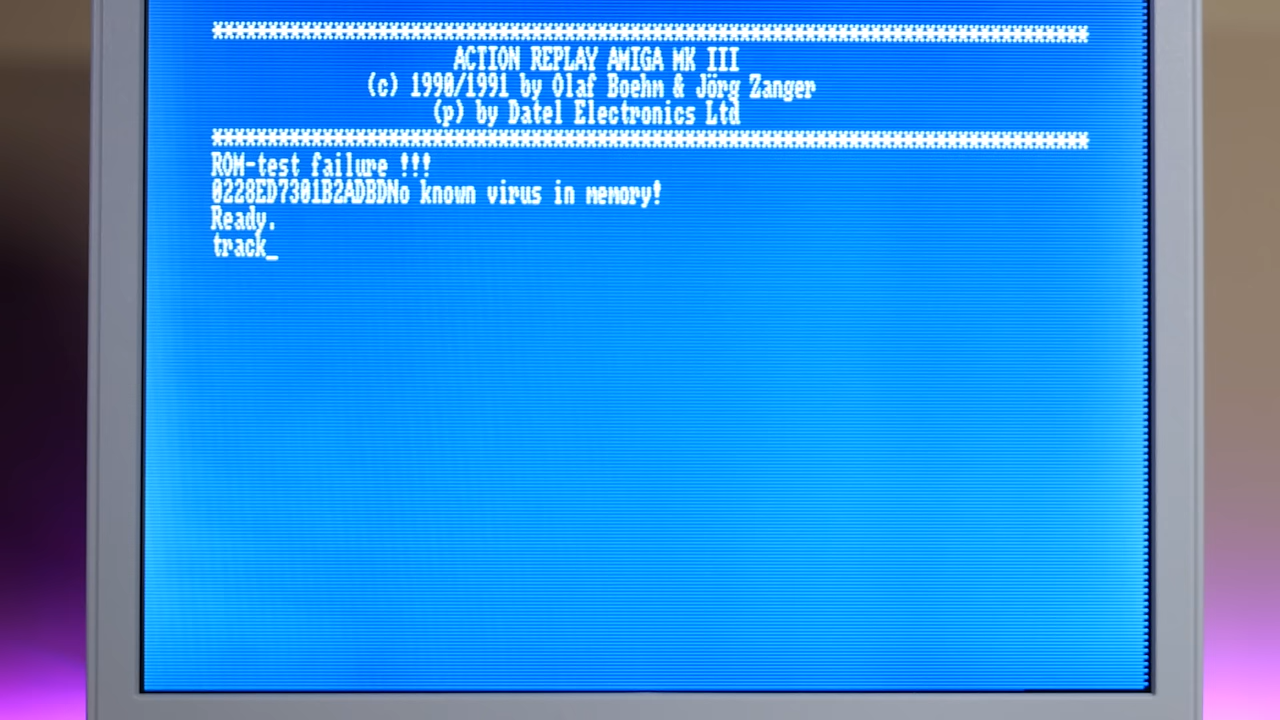 ********************************************************************************
ACTION REPLAY AMIGA MK III
(c) 1990/1991 by Olaf Boehm & Jörg Zanger
(p) by Datel Electronics Ltd
********************************************************************************
ROM-test failure !!!
0228ED7301B2ADBDNo known virus in memory!
Ready.
track_